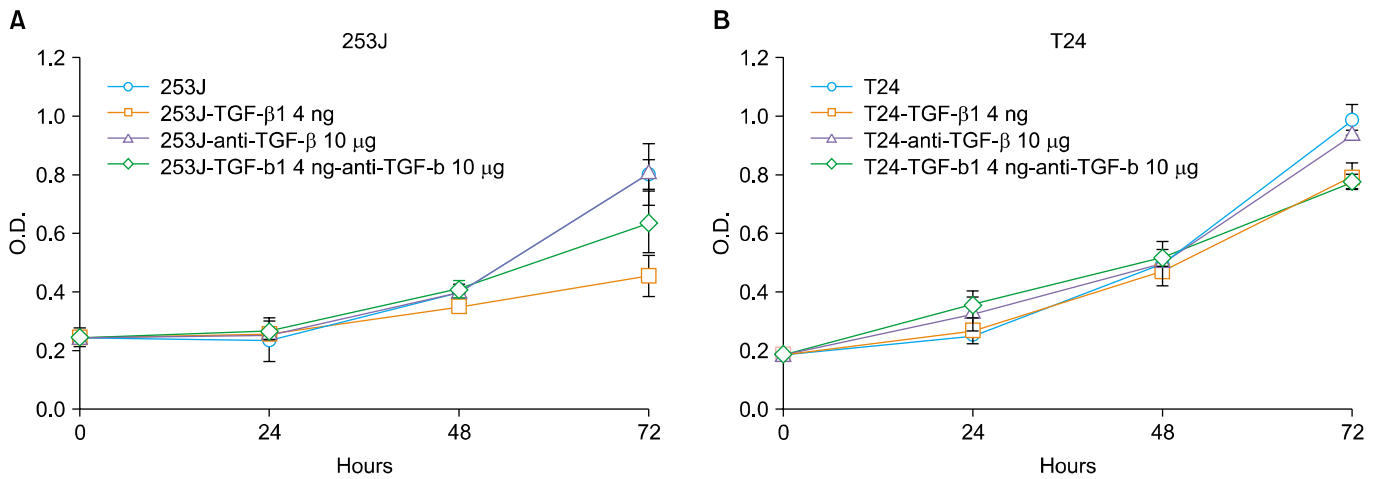 A
253J
1.2
1.0
0.8
0.6
0.4
0.2
0.0
O.D.
253J
253J-TGF-β1 4 ng
253J-anti-TGF-β 10 μg
253J-TGF-b1 4 ng-anti-TGF-b 10 μg
0 24 48 72
Hours
B
T24
1.2
1.0
0.8
0.6
0.4
0.2
0.0
O.D.
T24
T24-TGF-β1 4 ng
T24-anti-TGF-β 10 μg
T24-TGF-b1 4 ng-anti-TGF-b 10 μg
0 24 48 72
Hours